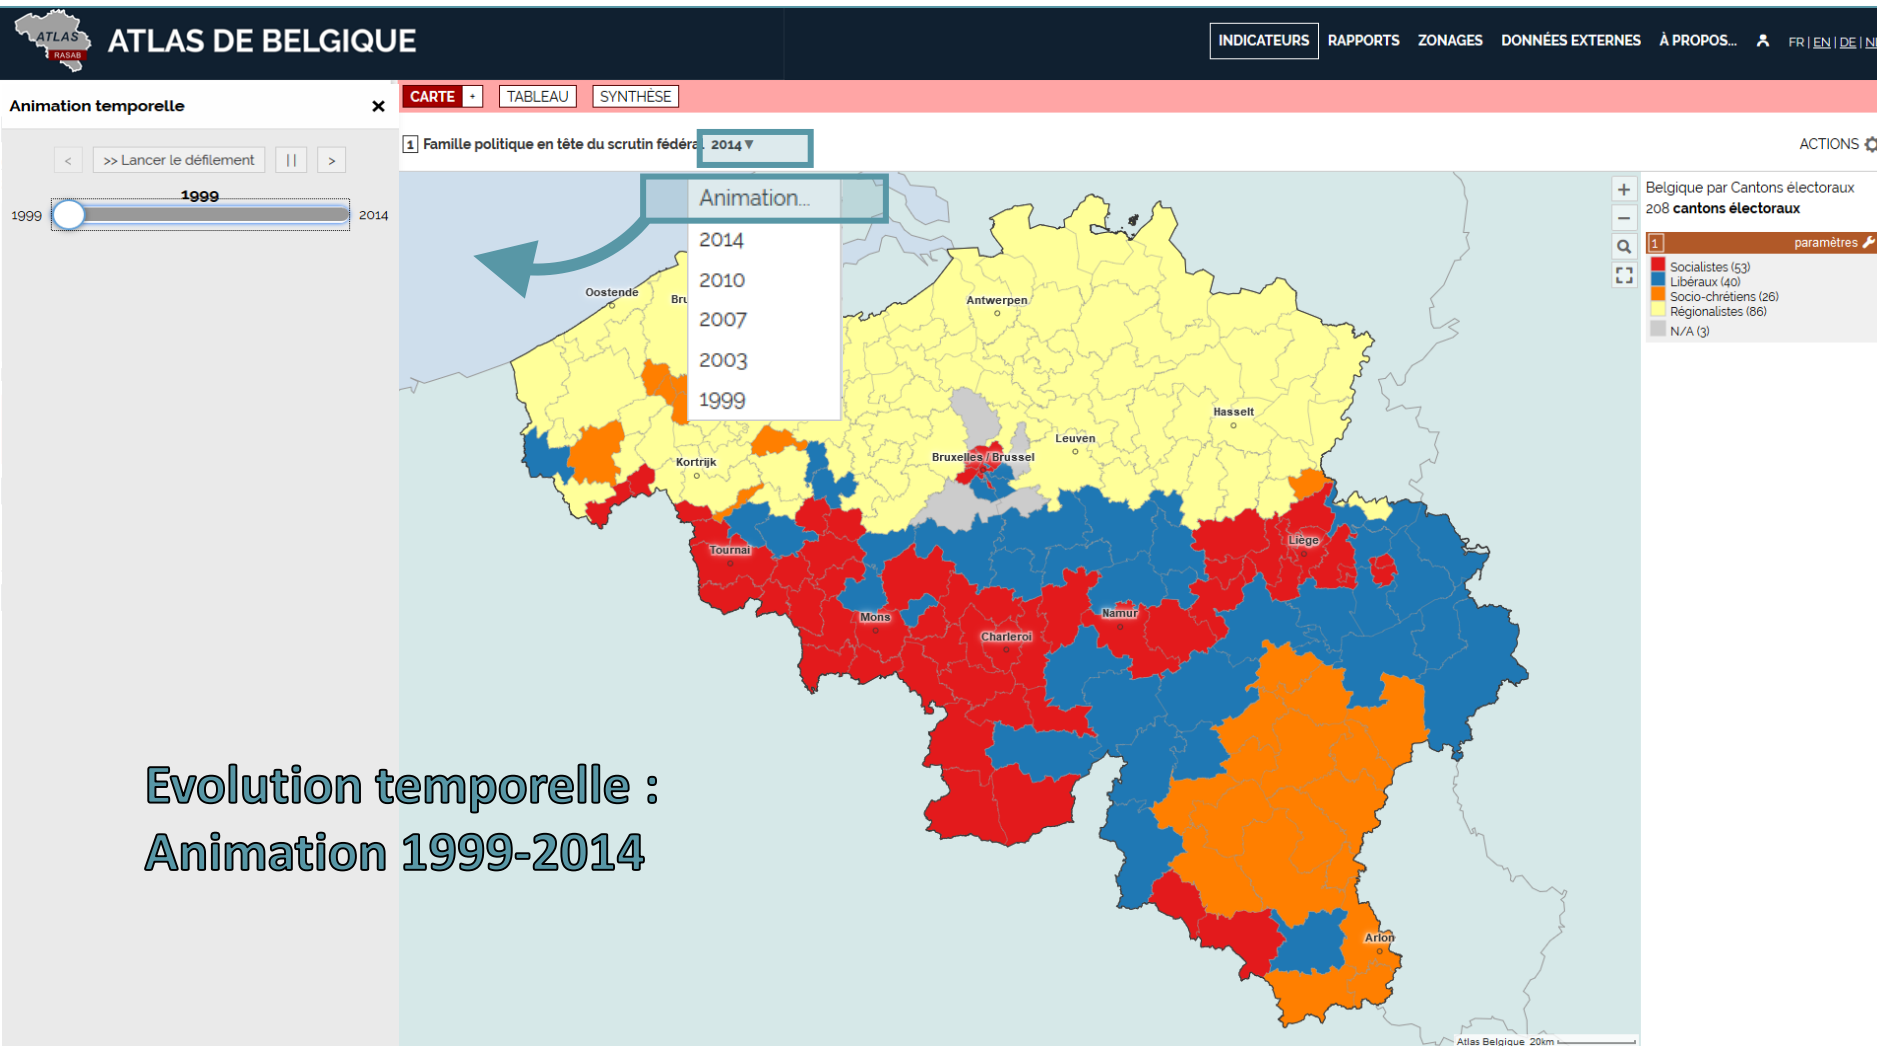 ATLAS
RASAB
ATLAS DE BELGIQUE
INDICATEURS RAPPORTS ZONAGES DONNÉES EXTERNES À PROPOS... FR | EN | DE |
Animation temporelle ×
CARTE + TABLEAU SYNTHÈSE
1 Famille politique en tête du scrutin fédéra 2014 ▼
ACTIONS
< >> Lancer le défilement || >
1999
1999 2014
Animation...
2014
2010
2007
2003
1999
+
−
Belgique par Cantons électoraux
208 cantons électoraux
1 paramètres
Socialistes (53)
Libéraux (40)
Socio-chrétiens (26)
Régionalistes (86)
N/A (3)
Oostende
Bru
Antwerpen
Hasselt
Leuven
Bruxelles / Brussel
Kortrijk
Liège
Tournai
Namur
Mons
Charleroi
Arlon
Evolution temporelle :
Animation 1999-2014
Atlas Belgique 20km